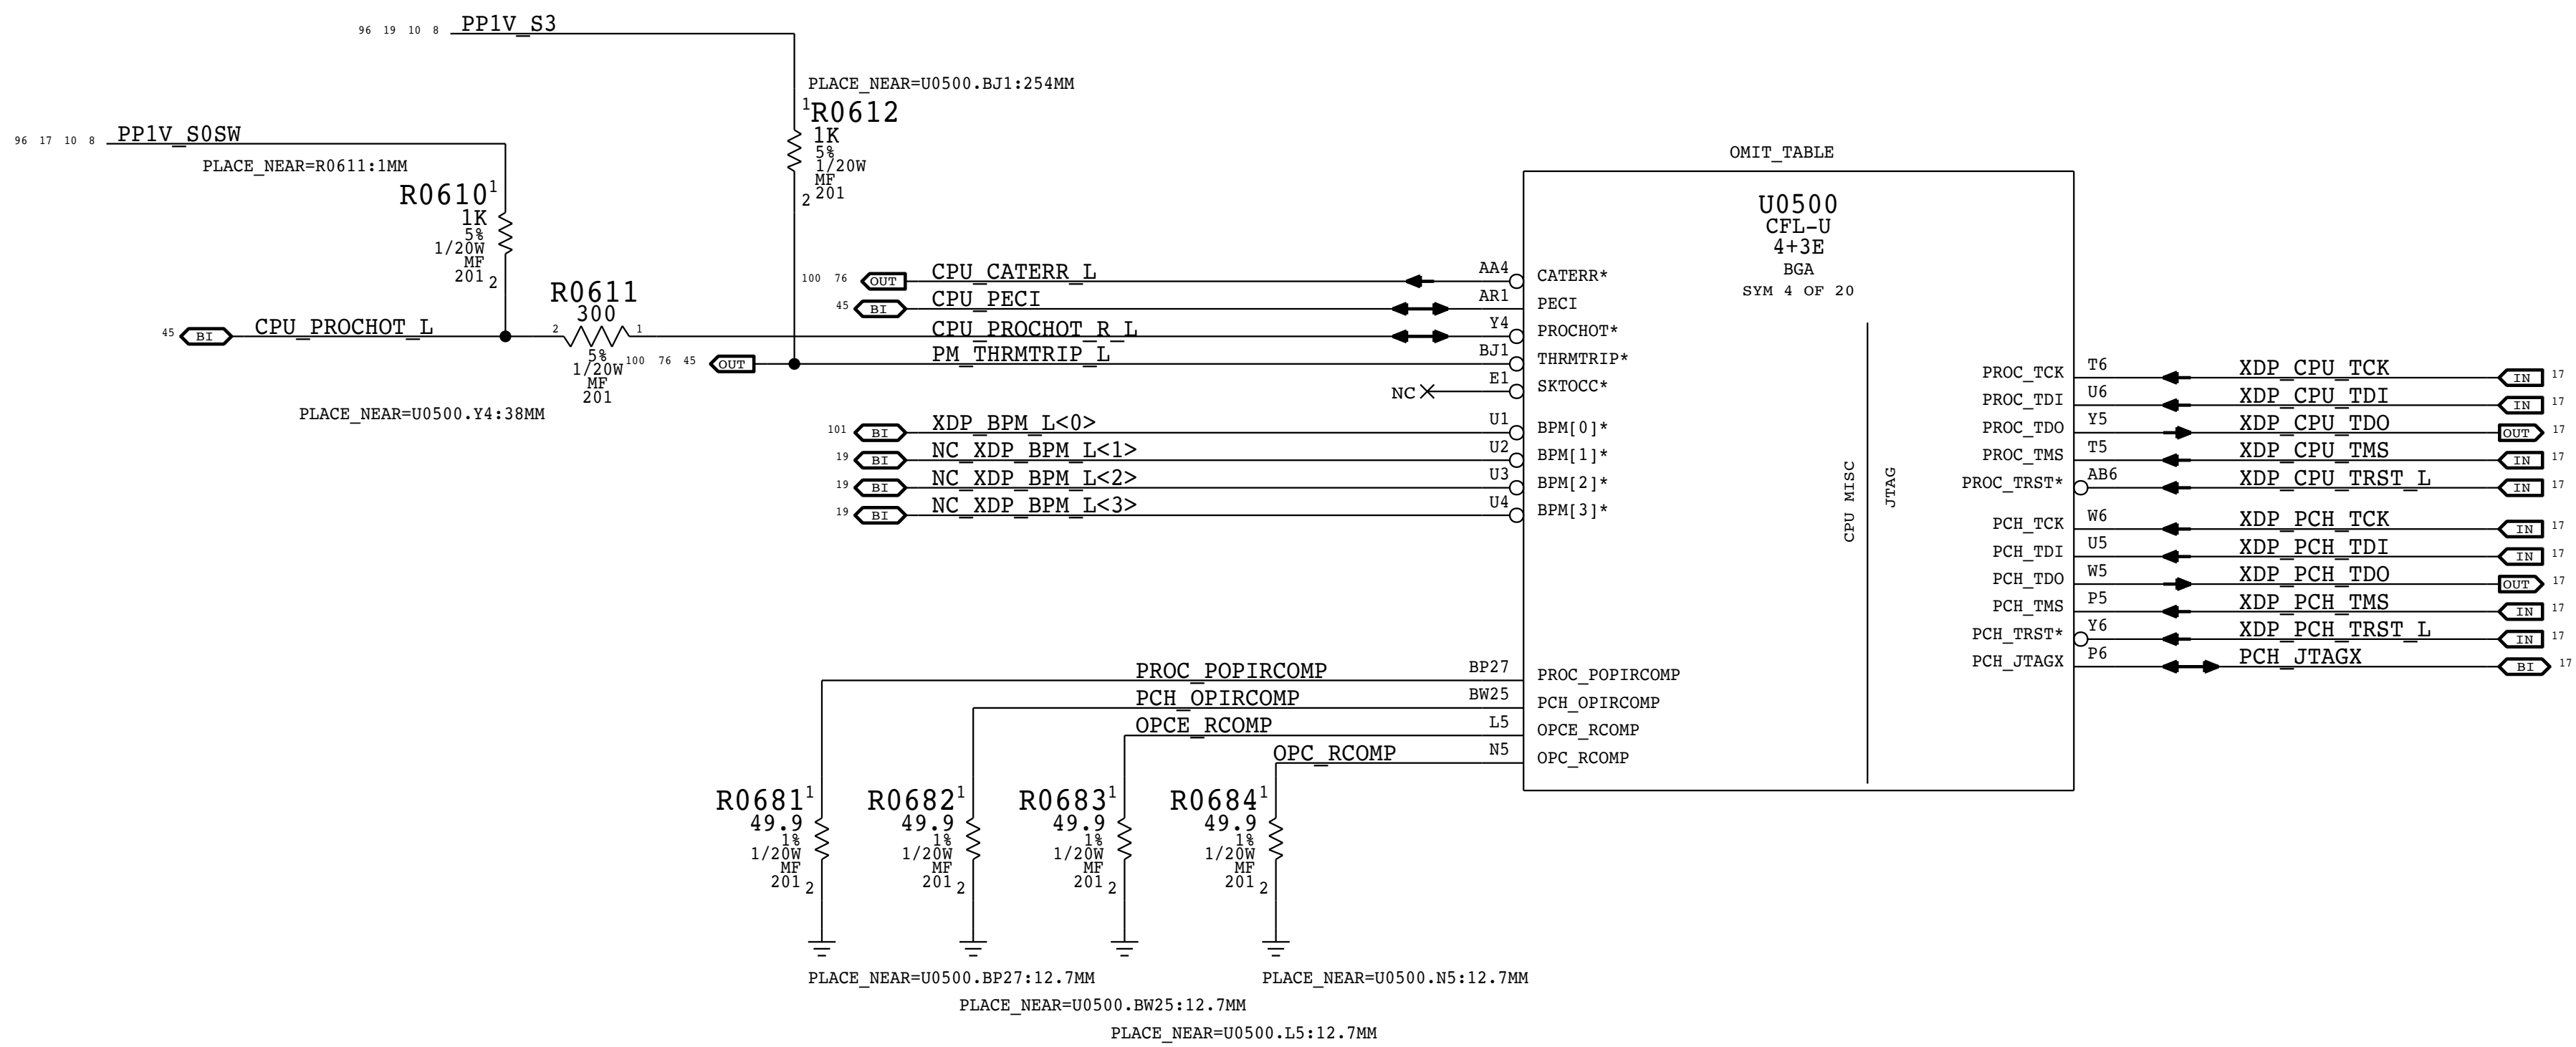 96 19 10 8 PP1V_S3
PLACE_NEAR=U0500.BJ1:254MM
1 R0612
1K
5%
1/20W
MF
201
2
96 17 10 8 PP1V_S0SW
PLACE_NEAR=R0611:1MM
R0610 1
1K
5%
1/20W
MF
201 2
R0611
300
45 BI CPU_PROCHOT_L 2 1
5%
1/20W
MF
201
PLACE_NEAR=U0500.Y4:38MM
OMIT_TABLE
U0500
CFL-U
4+3E
BGA
SYM 4 OF 20
CPU MISC
JTAG
100 76 OUT CPU_CATERR_L AA4 CATERR*
45 BI CPU_PECI AR1 PECI
CPU_PROCHOT_R_L Y4 PROCHOT*
100 76 45 OUT PM_THRMTRIP_L BJ1 THRMTRIP*
NC E1 SKTOCC*
101 BI XDP_BPM_L<0> U1 BPM[0]*
19 BI NC_XDP_BPM_L<1> U2 BPM[1]*
19 BI NC_XDP_BPM_L<2> U3 BPM[2]*
19 BI NC_XDP_BPM_L<3> U4 BPM[3]*
PROC_TCK T6 XDP_CPU_TCK IN 17
PROC_TDI U6 XDP_CPU_TDI IN 17
PROC_TDO Y5 XDP_CPU_TDO OUT 17
PROC_TMS T5 XDP_CPU_TMS IN 17
PROC_TRST* AB6 XDP_CPU_TRST_L IN 17
PCH_TCK W6 XDP_PCH_TCK IN 17
PCH_TDI U5 XDP_PCH_TDI IN 17
PCH_TDO W5 XDP_PCH_TDO OUT 17
PCH_TMS P5 XDP_PCH_TMS IN 17
PCH_TRST* Y6 XDP_PCH_TRST_L IN 17
PCH_JTAGX P6 PCH_JTAGX BI 17
PROC_POPIRCOMP BP27 PROC_POPIRCOMP
PCH_OPIRCOMP BW25 PCH_OPIRCOMP
OPCE_RCOMP L5 OPCE_RCOMP
OPC_RCOMP N5 OPC_RCOMP
R0681 1
49.9
1%
1/20W
MF
201 2
R0682 1
49.9
1%
1/20W
MF
201 2
R0683 1
49.9
1%
1/20W
MF
201 2
R0684 1
49.9
1%
1/20W
MF
201 2
PLACE_NEAR=U0500.BP27:12.7MM
PLACE_NEAR=U0500.N5:12.7MM
PLACE_NEAR=U0500.BW25:12.7MM
PLACE_NEAR=U0500.L5:12.7MM